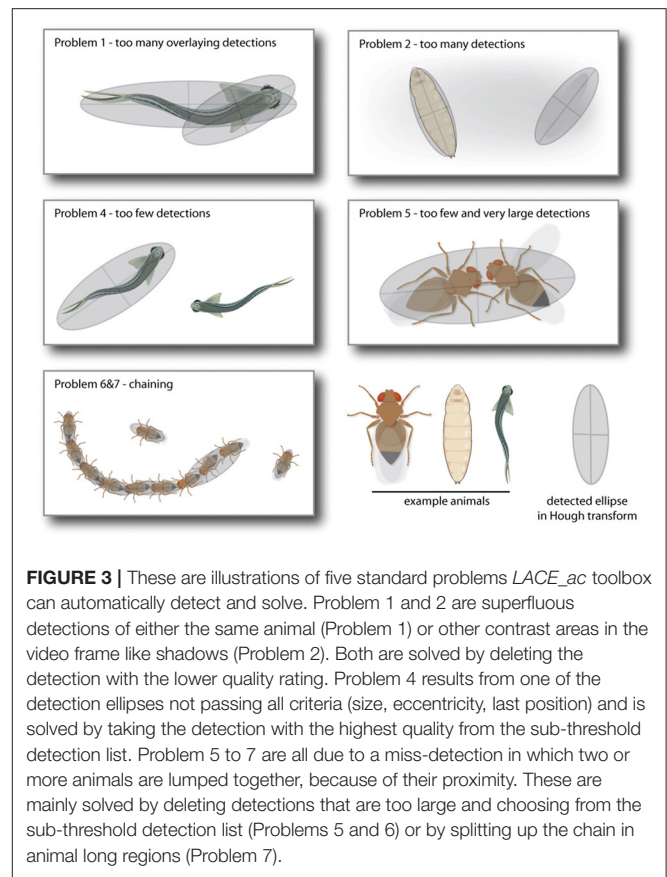 Problem 1 - too many overlaying detections
Problem 2 - too many detections
Problem 4 - too few detections
Problem 5 - too few and very large detections
Problem 6&7 - chaining
example animals
detected ellipse
in Hough transform
FIGURE 3 | These are illustrations of five standard problems LACE_ac toolbox
can automatically detect and solve. Problem 1 and 2 are superfluous
detections of either the same animal (Problem 1) or other contrast areas in the
video frame like shadows (Problem 2). Both are solved by deleting the
detection with the lower quality rating. Problem 4 results from one of the
detection ellipses not passing all criteria (size, eccentricity, last position) and is
solved by taking the detection with the highest quality from the sub-threshold
detection list. Problem 5 to 7 are all due to a miss-detection in which two or
more animals are lumped together, because of their proximity. These are
mainly solved by deleting detections that are too large and choosing from the
sub-threshold detection list (Problems 5 and 6) or by splitting up the chain in
animal long regions (Problem 7).